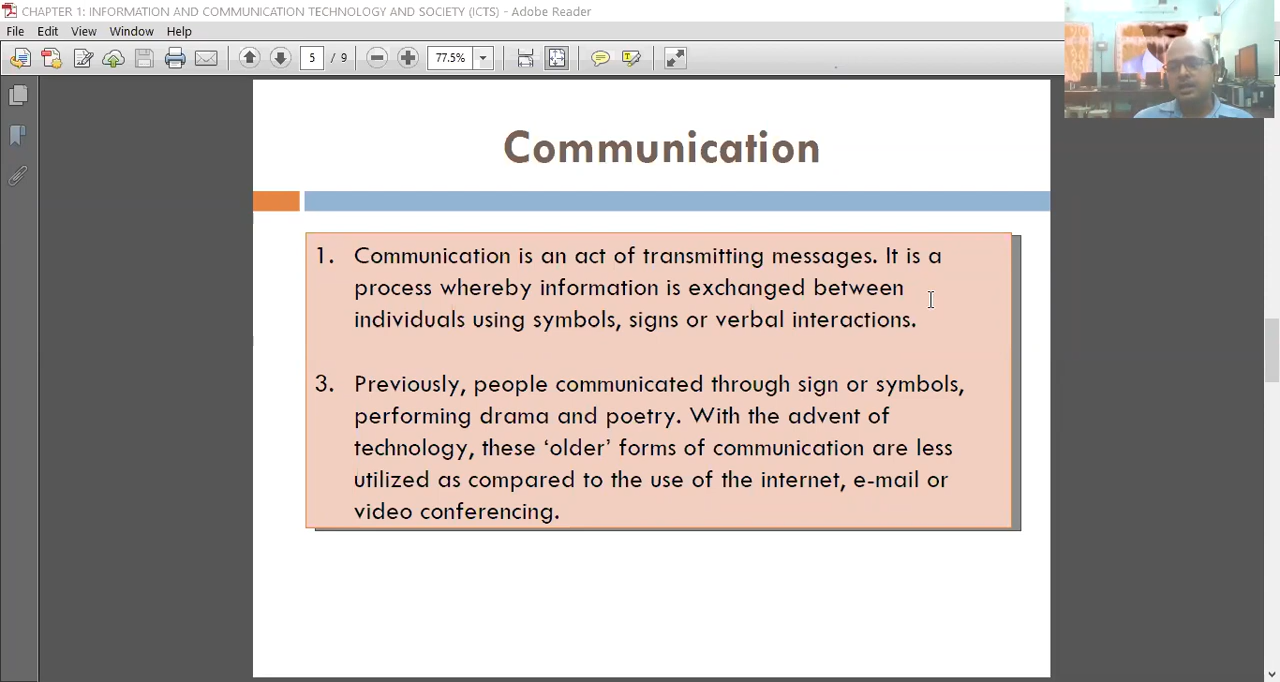 CHAPTER 1: INFORMATION AND COMMUNICATION TECHNOLOGY AND SOCIETY (ICTS) - Adobe Reader
File Edit View Window Help
5 / 9 77.5%
Communication
1. Communication is an act of transmitting messages. It is a
process whereby information is exchanged between
individuals using symbols, signs or verbal interactions.
3. Previously, people communicated through sign or symbols,
performing drama and poetry. With the advent of
technology, these ‘older’ forms of communication are less
utilized as compared to the use of the internet, e-mail or
video conferencing.